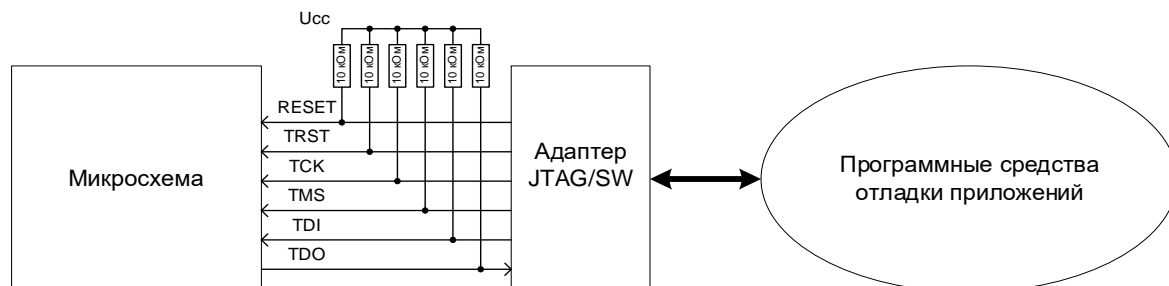 Ucc
10 кОм
10 кОм
10 кОм
10 кОм
10 кОм
10 кОм
RESET
TRST
TCK
TMS
TDI
TDO
Микросхема
Адаптер
JTAG/SW
Программные средства
отладки приложений